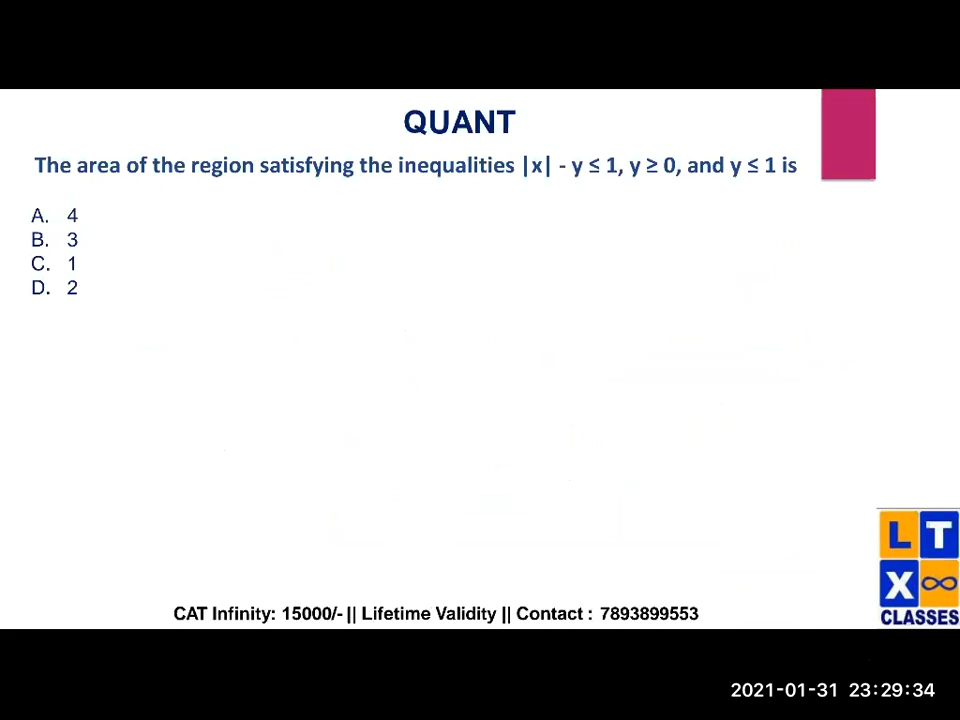 QUANT
The area of the region satisfying the inequalities |x| - y ≤ 1, y ≥ 0, and y ≤ 1 is
A. 4
B. 3
C. 1
D. 2
L T
X ∞
CLASSES
CAT Infinity: 15000/- || Lifetime Validity || Contact : 7893899553
2021-01-31 23:29:34